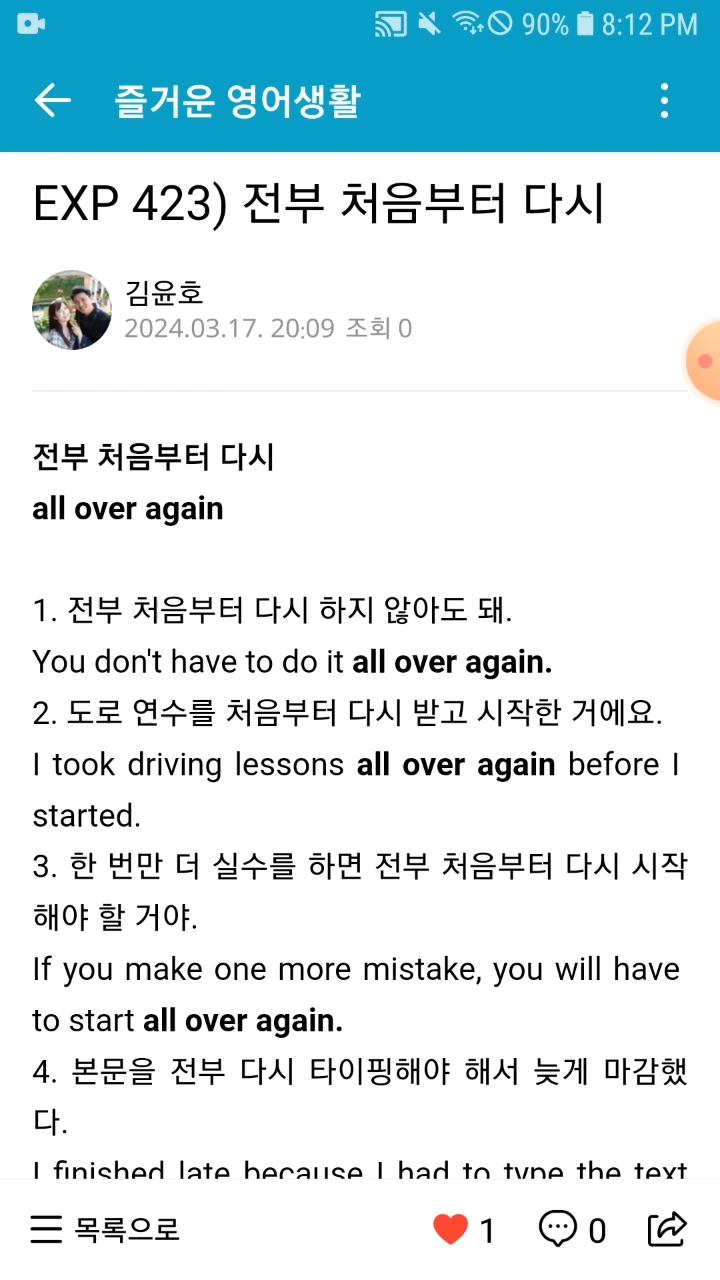 90% 8:12 PM
즐거운 영어생활
EXP 423) 전부 처음부터 다시
김윤호
2024.03.17. 20:09 조회 0
전부 처음부터 다시
all over again
1. 전부 처음부터 다시 하지 않아도 돼.
You don't have to do it all over again.
2. 도로 연수를 처음부터 다시 받고 시작한 거에요.
I took driving lessons all over again before I
started.
3. 한 번만 더 실수를 하면 전부 처음부터 다시 시작
해야 할 거야.
If you make one more mistake, you will have
to start all over again.
4. 본문을 전부 다시 타이핑해야 해서 늦게 마감했
다.
I finished late because I had to type the text
목록으로 1 0